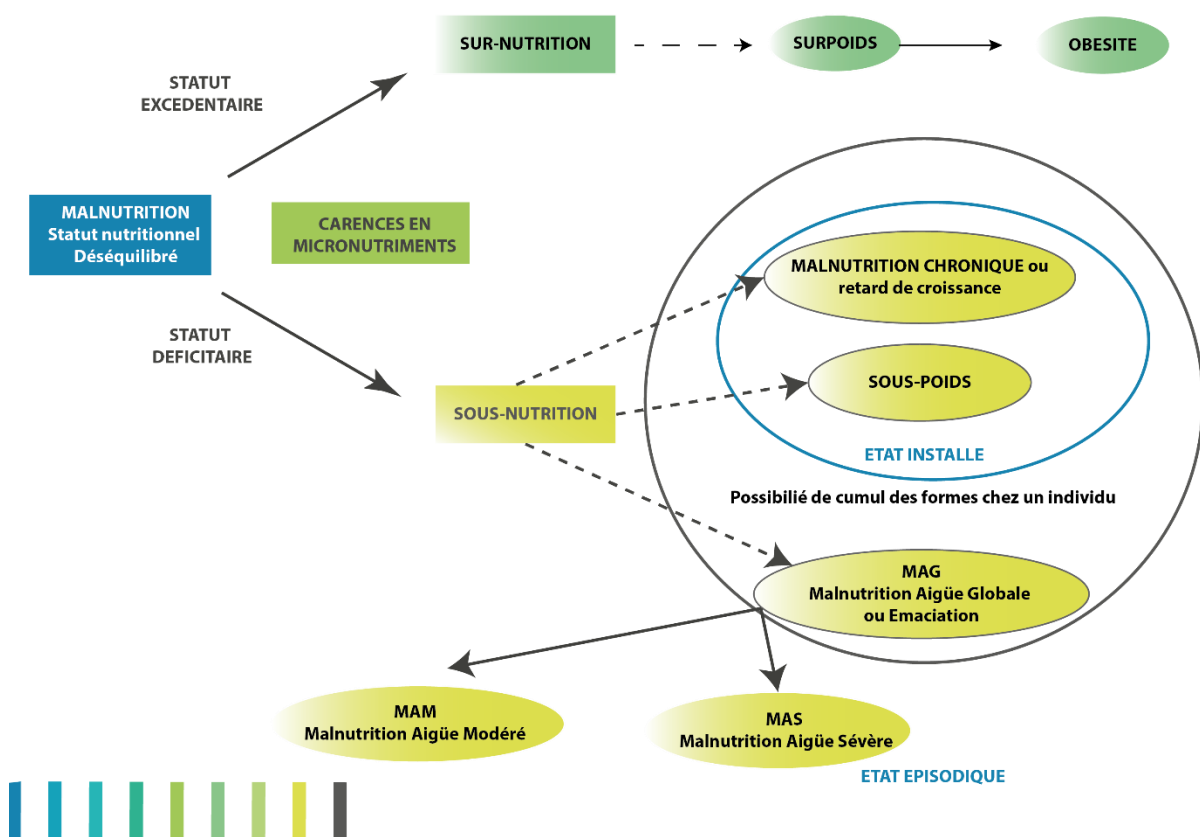 SUR-NUTRITION
SURPOIDS
OBESITE
STATUT
EXCEDENTAIRE
MALNUTRITION
Statut nutritionnel
Déséquilibré
CARENCES EN
MICRONUTRIMENTS
MALNUTRITION CHRONIQUE ou
retard de croissance
STATUT
DEFICITAIRE
SOUS-POIDS
SOUS-NUTRITION
ETAT INSTALLE
Possibilié de cumul des formes chez un individu
MAG
Malnutrition Aigüe Globale
ou Emaciation
MAM
Malnutrition Aigüe Modéré
MAS
Malnutrition Aigüe Sévère
ETAT EPISODIQUE